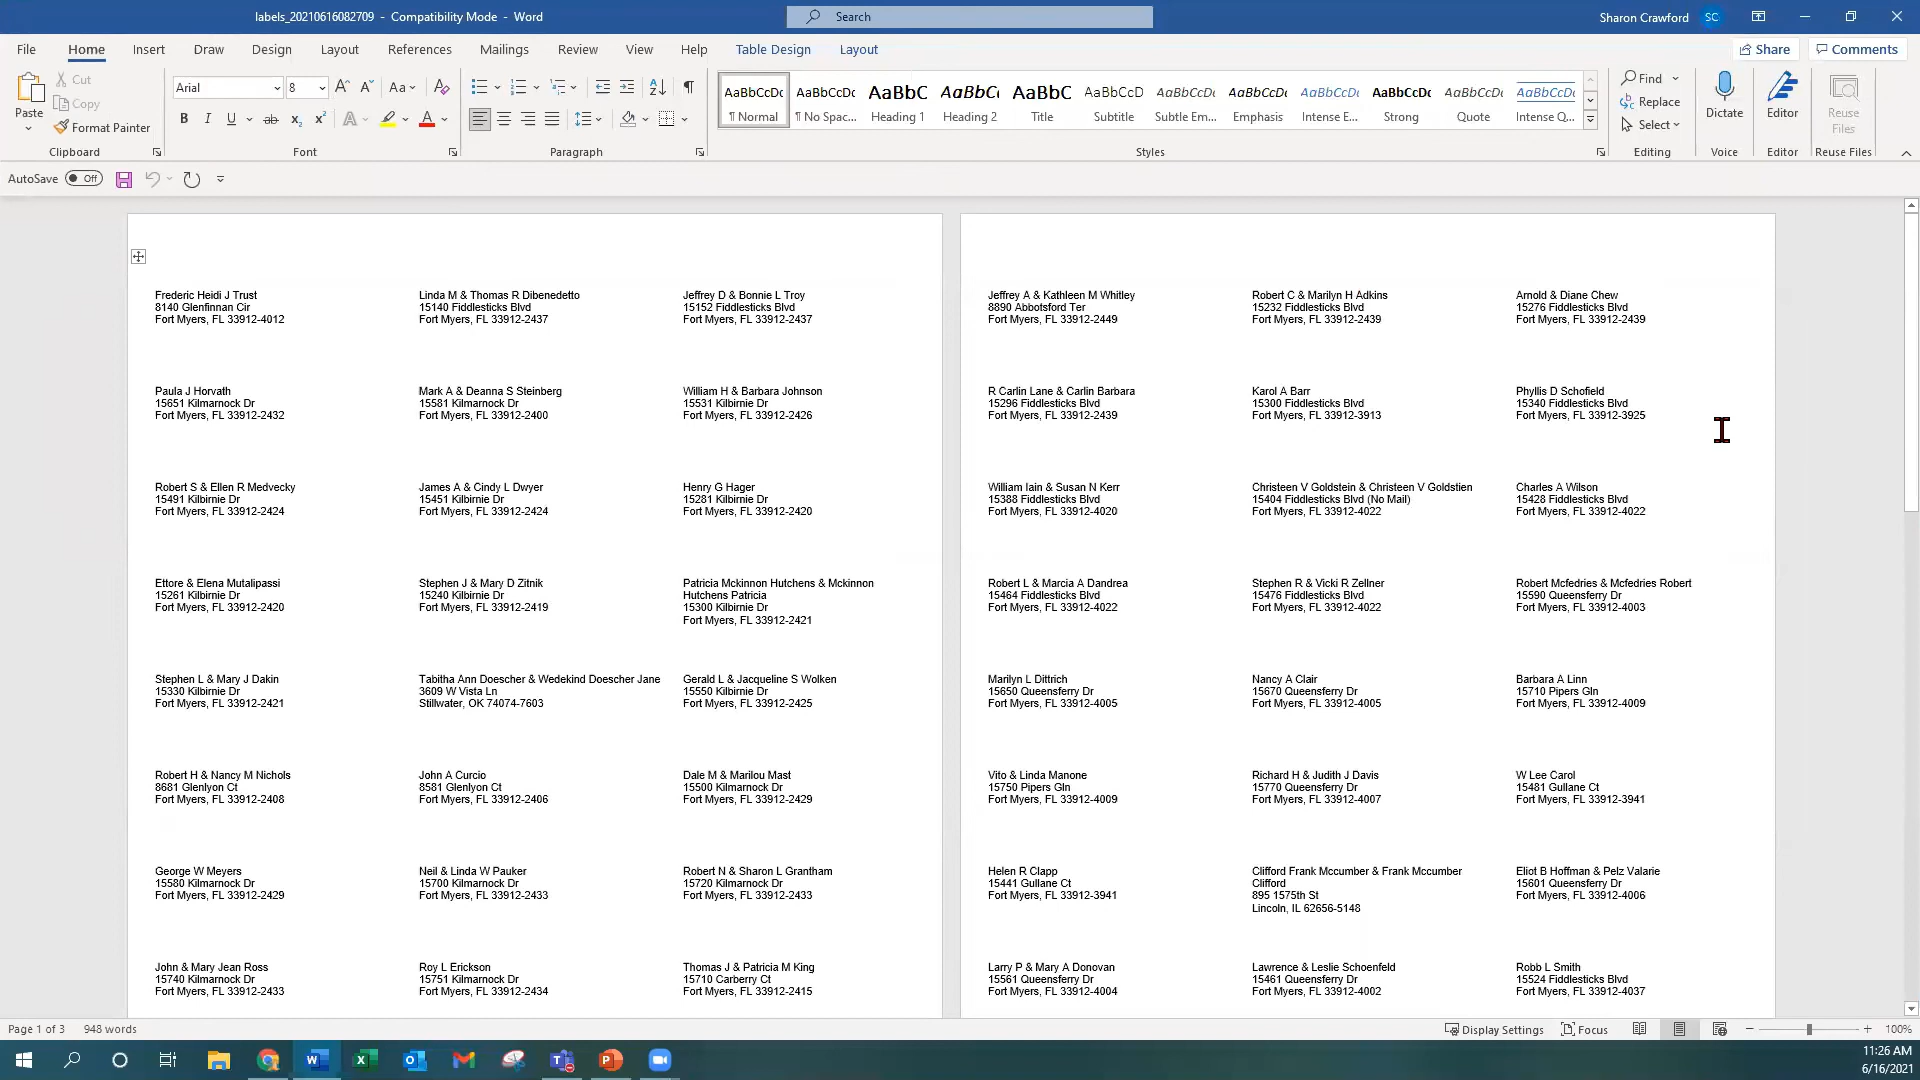 labels_20210616082709 - Compatibility Mode - Word
Search
Sharon Crawford SC
File Home Insert Draw Design Layout References Mailings Review View Help Table Design Layout
Share Comments
Paste
Cut
Copy
Format Painter
Clipboard
Arial 8
Font
Paragraph
AaBbCcDc AaBbCcDc AaBbC AaBbCc AaBbC AaBbCcD AaBbCcDc AaBbCcDc AaBbCcDc AaBbCcDc AaBbCcDc AaBbCcDc
¶ Normal ¶ No Spac... Heading 1 Heading 2 Title Subtitle Subtle Em... Emphasis Intense E... Strong Quote Intense Q...
Styles
Find
Replace
Select
Editing
Dictate
Voice
Editor
Editor
Reuse
Files
Reuse Files
AutoSave Off
Frederic Heidi J Trust
8140 Glenfinnan Cir
Fort Myers, FL 33912-4012
Linda M & Thomas R Dibenedetto
15140 Fiddlesticks Blvd
Fort Myers, FL 33912-2437
Jeffrey D & Bonnie L Troy
15152 Fiddlesticks Blvd
Fort Myers, FL 33912-2437
Paula J Horvath
15651 Kilmarnock Dr
Fort Myers, FL 33912-2432
Mark A & Deanna S Steinberg
15581 Kilmarnock Dr
Fort Myers, FL 33912-2400
William H & Barbara Johnson
15531 Kilbirnie Dr
Fort Myers, FL 33912-2426
Robert S & Ellen R Medvecky
15491 Kilbirnie Dr
Fort Myers, FL 33912-2424
James A & Cindy L Dwyer
15451 Kilbirnie Dr
Fort Myers, FL 33912-2424
Henry G Hager
15281 Kilbirnie Dr
Fort Myers, FL 33912-2420
Ettore & Elena Mutalipassi
15261 Kilbirnie Dr
Fort Myers, FL 33912-2420
Stephen J & Mary D Zitnik
15240 Kilbirnie Dr
Fort Myers, FL 33912-2419
Patricia Mckinnon Hutchens & Mckinnon
Hutchens Patricia
15300 Kilbirnie Dr
Fort Myers, FL 33912-2421
Stephen L & Mary J Dakin
15330 Kilbirnie Dr
Fort Myers, FL 33912-2421
Tabitha Ann Doescher & Wedekind Doescher Jane
3609 W Vista Ln
Stillwater, OK 74074-7603
Gerald L & Jacqueline S Wolken
15550 Kilbirnie Dr
Fort Myers, FL 33912-2425
Robert H & Nancy M Nichols
8681 Glenlyon Ct
Fort Myers, FL 33912-2408
John A Curcio
8581 Glenlyon Ct
Fort Myers, FL 33912-2406
Dale M & Marilou Mast
15500 Kilmarnock Dr
Fort Myers, FL 33912-2429
George W Meyers
15580 Kilmarnock Dr
Fort Myers, FL 33912-2429
Neil & Linda W Pauker
15700 Kilmarnock Dr
Fort Myers, FL 33912-2433
Robert N & Sharon L Grantham
15720 Kilmarnock Dr
Fort Myers, FL 33912-2433
John & Mary Jean Ross
15740 Kilmarnock Dr
Fort Myers, FL 33912-2433
Roy L Erickson
15751 Kilmarnock Dr
Fort Myers, FL 33912-2434
Thomas J & Patricia M King
15710 Carberry Ct
Fort Myers, FL 33912-2415
Jeffrey A & Kathleen M Whitley
8890 Abbotsford Ter
Fort Myers, FL 33912-2449
Robert C & Marilyn H Adkins
15232 Fiddlesticks Blvd
Fort Myers, FL 33912-2439
Arnold & Diane Chew
15276 Fiddlesticks Blvd
Fort Myers, FL 33912-2439
R Carlin Lane & Carlin Barbara
15296 Fiddlesticks Blvd
Fort Myers, FL 33912-2439
Karol A Barr
15300 Fiddlesticks Blvd
Fort Myers, FL 33912-3913
Phyllis D Schofield
15340 Fiddlesticks Blvd
Fort Myers, FL 33912-3925
William Iain & Susan N Kerr
15388 Fiddlesticks Blvd
Fort Myers, FL 33912-4020
Christeen V Goldstein & Christeen V Goldstien
15404 Fiddlesticks Blvd (No Mail)
Fort Myers, FL 33912-4022
Charles A Wilson
15428 Fiddlesticks Blvd
Fort Myers, FL 33912-4022
Robert L & Marcia A Dandrea
15464 Fiddlesticks Blvd
Fort Myers, FL 33912-4022
Stephen R & Vicki R Zellner
15476 Fiddlesticks Blvd
Fort Myers, FL 33912-4022
Robert Mcfedries & Mcfedries Robert
15590 Queensferry Dr
Fort Myers, FL 33912-4003
Marilyn L Dittrich
15650 Queensferry Dr
Fort Myers, FL 33912-4005
Nancy A Clair
15670 Queensferry Dr
Fort Myers, FL 33912-4005
Barbara A Linn
15710 Pipers Gln
Fort Myers, FL 33912-4009
Vito & Linda Manone
15750 Pipers Gln
Fort Myers, FL 33912-4009
Richard H & Judith J Davis
15770 Queensferry Dr
Fort Myers, FL 33912-4007
W Lee Carol
15481 Gullane Ct
Fort Myers, FL 33912-3941
Helen R Clapp
15441 Gullane Ct
Fort Myers, FL 33912-3941
Clifford Frank Mccumber & Frank Mccumber
Clifford
895 1575th St
Lincoln, IL 62656-5148
Eliot B Hoffman & Pelz Valarie
15601 Queensferry Dr
Fort Myers, FL 33912-4006
Larry P & Mary A Donovan
15561 Queensferry Dr
Fort Myers, FL 33912-4004
Lawrence & Leslie Schoenfeld
15461 Queensferry Dr
Fort Myers, FL 33912-4002
Robb L Smith
15524 Fiddlesticks Blvd
Fort Myers, FL 33912-4037
Page 1 of 3 948 words
Display Settings Focus 100%
11:26 AM
6/16/2021